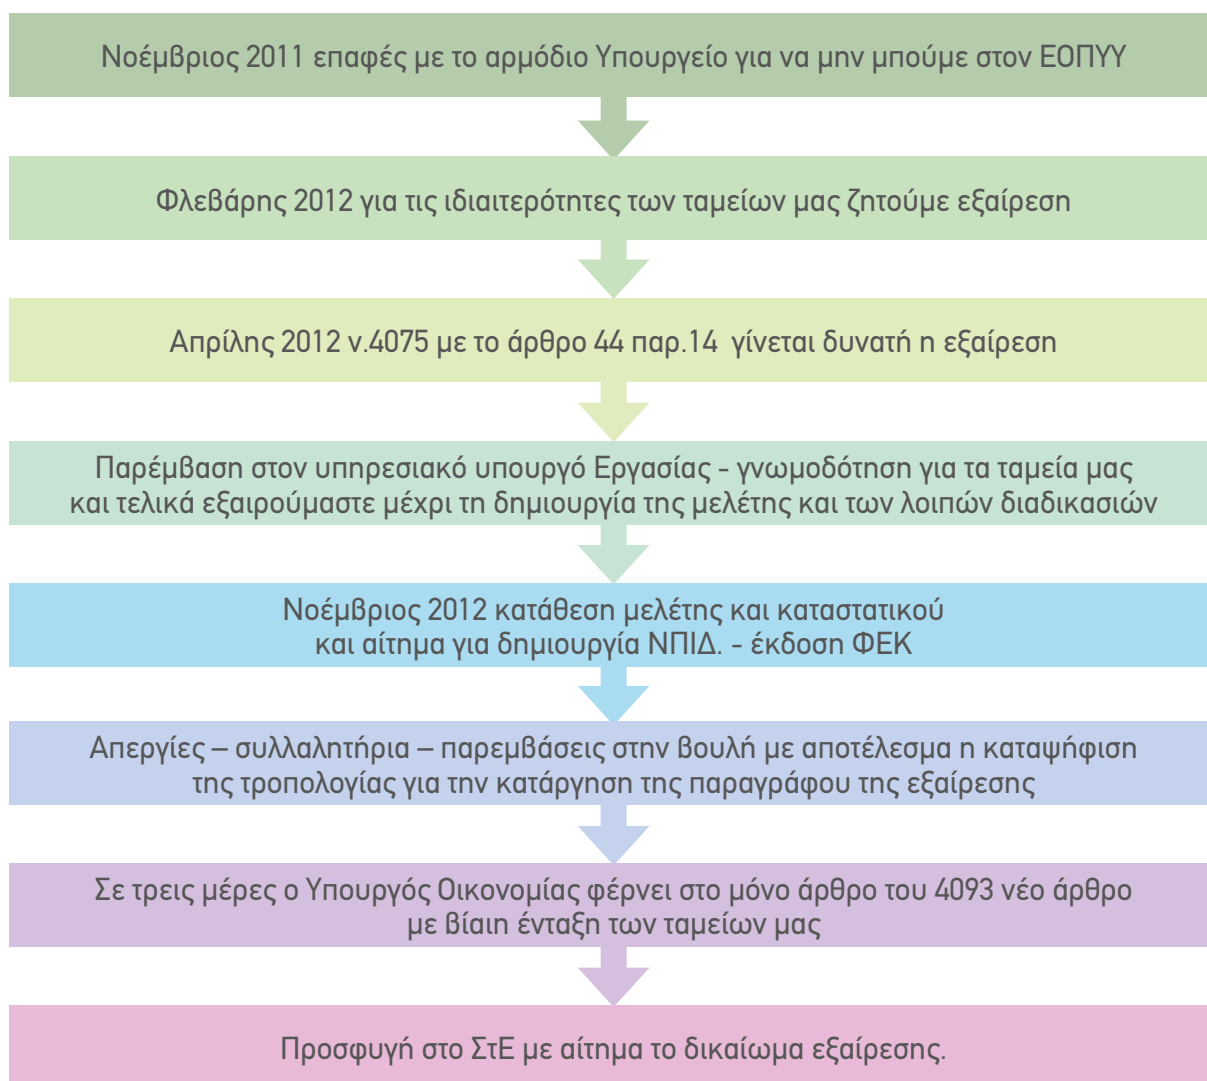 Νοέμβριος 2011 επαφές με το αρμόδιο Υπουργείο για να μην μπούμε στον ΕΟΠΥΥ
Φλεβάρης 2012 για τις ιδιαιτερότητες των ταμείων μας ζητούμε εξαίρεση
Απρίλης 2012 ν.4075 με το άρθρο 44 παρ.14 γίνεται δυνατή η εξαίρεση
Παρέμβαση στον υπηρεσιακό υπουργό Εργασίας - γνωμοδότηση για τα ταμεία μας
και τελικά εξαιρούμαστε μέχρι τη δημιουργία της μελέτης και των λοιπών διαδικασιών
Νοέμβριος 2012 κατάθεση μελέτης και καταστατικού
και αίτημα για δημιουργία ΝΠΙΔ. - έκδοση ΦΕΚ
Απεργίες – συλλαλητήρια – παρεμβάσεις στην βουλή με αποτέλεσμα η καταψήφιση
της τροπολογίας για την κατάργηση της παραγράφου της εξαίρεσης
Σε τρεις μέρες ο Υπουργός Οικονομίας φέρνει στο μόνο άρθρο του 4093 νέο άρθρο
με βίαιη ένταξη των ταμείων μας
Προσφυγή στο ΣτΕ με αίτημα το δικαίωμα εξαίρεσης.